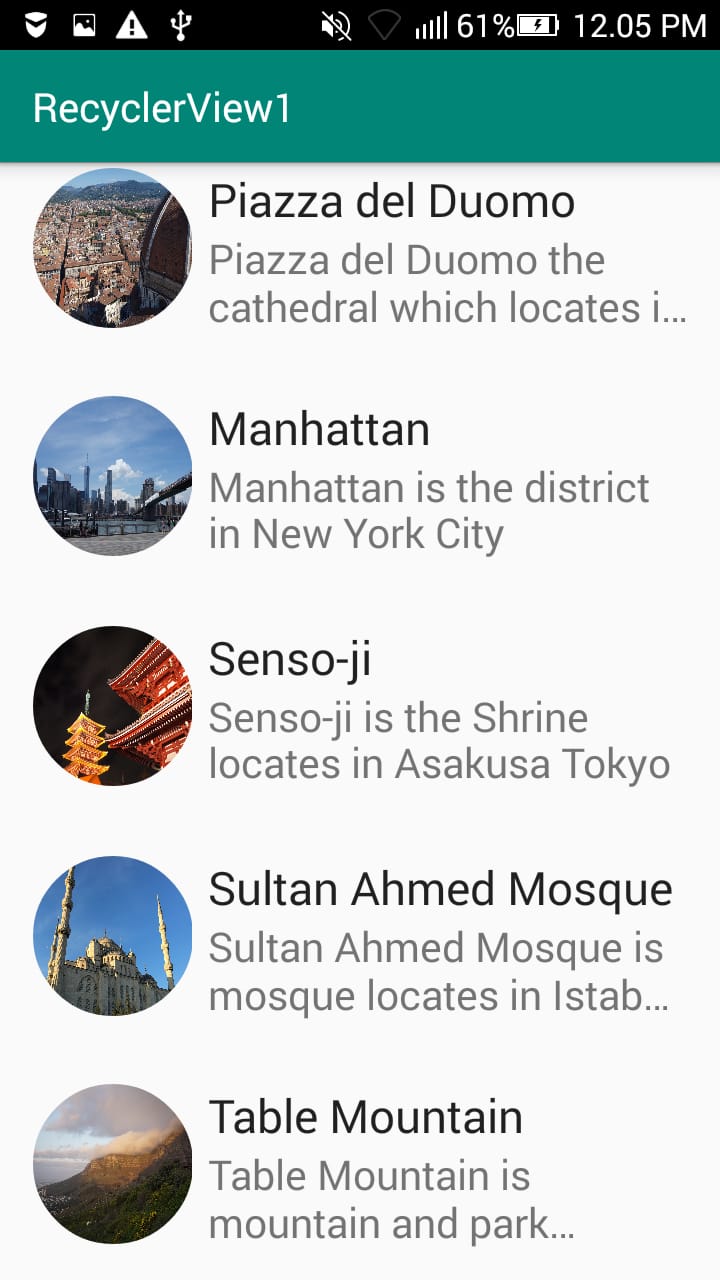 61% 12.05 PM
RecyclerView1
Piazza del Duomo
Piazza del Duomo the
cathedral which locates i...
Manhattan
Manhattan is the district
in New York City
Senso-ji
Senso-ji is the Shrine
locates in Asakusa Tokyo
Sultan Ahmed Mosque
Sultan Ahmed Mosque is
mosque locates in Istab...
Table Mountain
Table Mountain is
mountain and park...